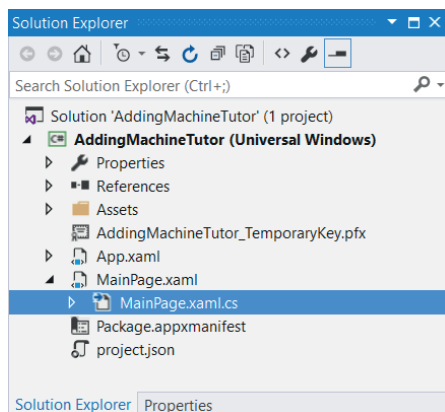 Solution Explorer
Search Solution Explorer (Ctrl+;)
Solution 'AddingMachineTutor' (1 project)
C# AddingMachineTutor (Universal Windows)
Properties
References
Assets
AddingMachineTutor_TemporaryKey.pfx
App.xaml
MainPage.xaml
MainPage.xaml.cs
Package.appxmanifest
project.json
Solution Explorer Properties